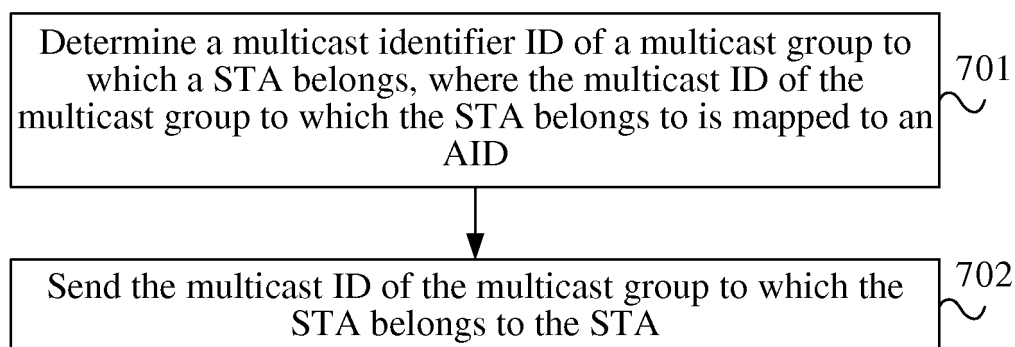 Determine a multicast identifier ID of a multicast group to
which a STA belongs, where the multicast ID of the
multicast group to which the STA belongs to is mapped to an
AID
701
Send the multicast ID of the multicast group to which the
STA belongs to the STA
702